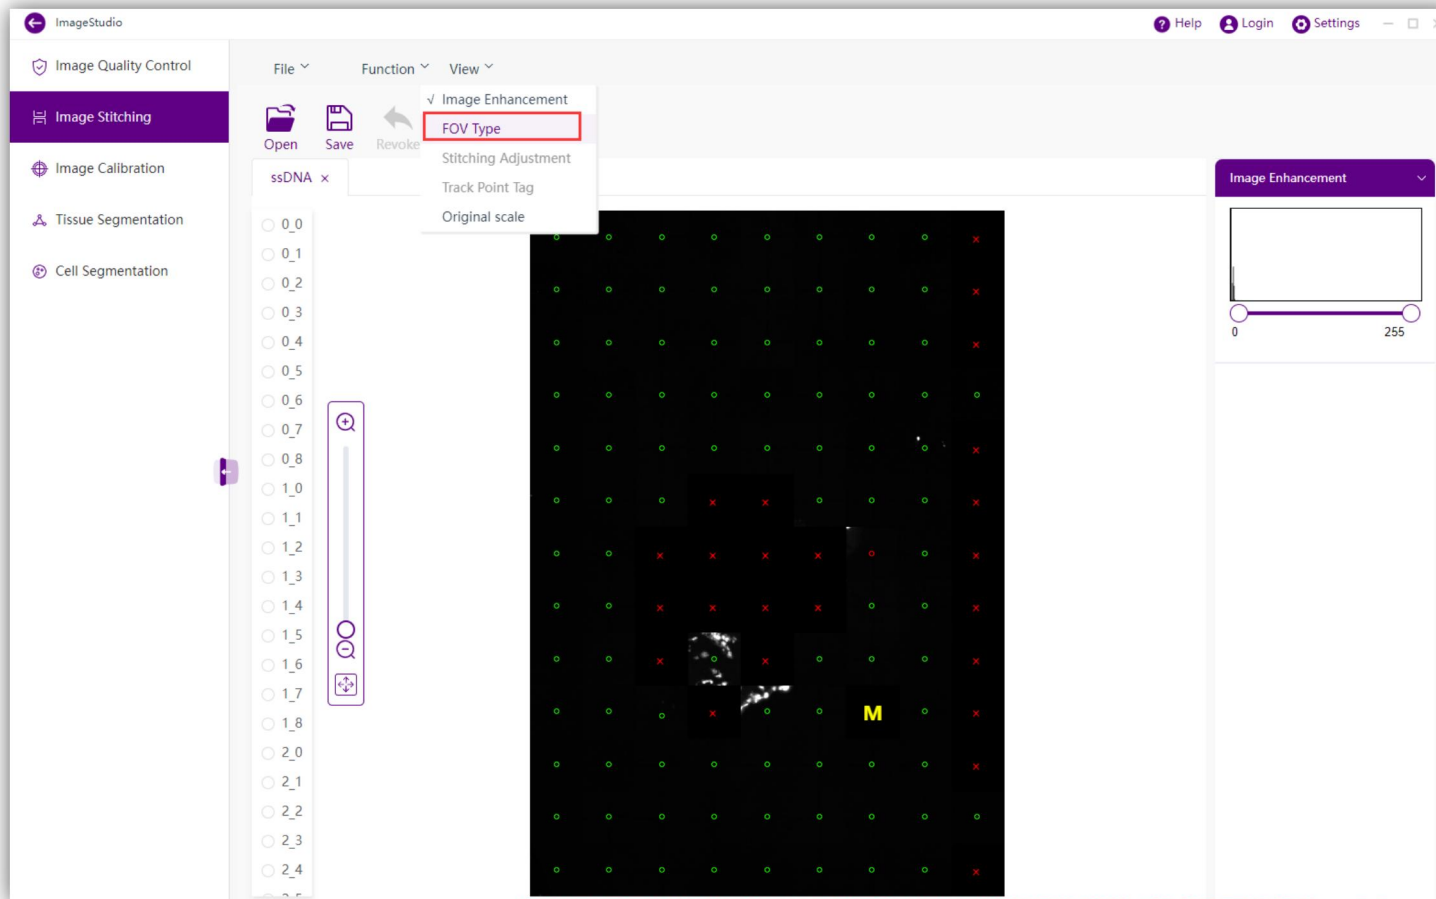 ImageStudio
Help Login Settings
Image Quality Control
Image Stitching
Image Calibration
Tissue Segmentation
Cell Segmentation
File Function View
√ Image Enhancement
FOV Type
Stitching Adjustment
Track Point Tag
Original scale
Open Save Revoke
ssDNA ×
0_0
0_1
0_2
0_3
0_4
0_5
0_6
0_7
0_8
1_0
1_1
1_2
1_3
1_4
1_5
1_6
1_7
1_8
2_0
2_1
2_2
2_3
2_4
M
Image Enhancement
0 255